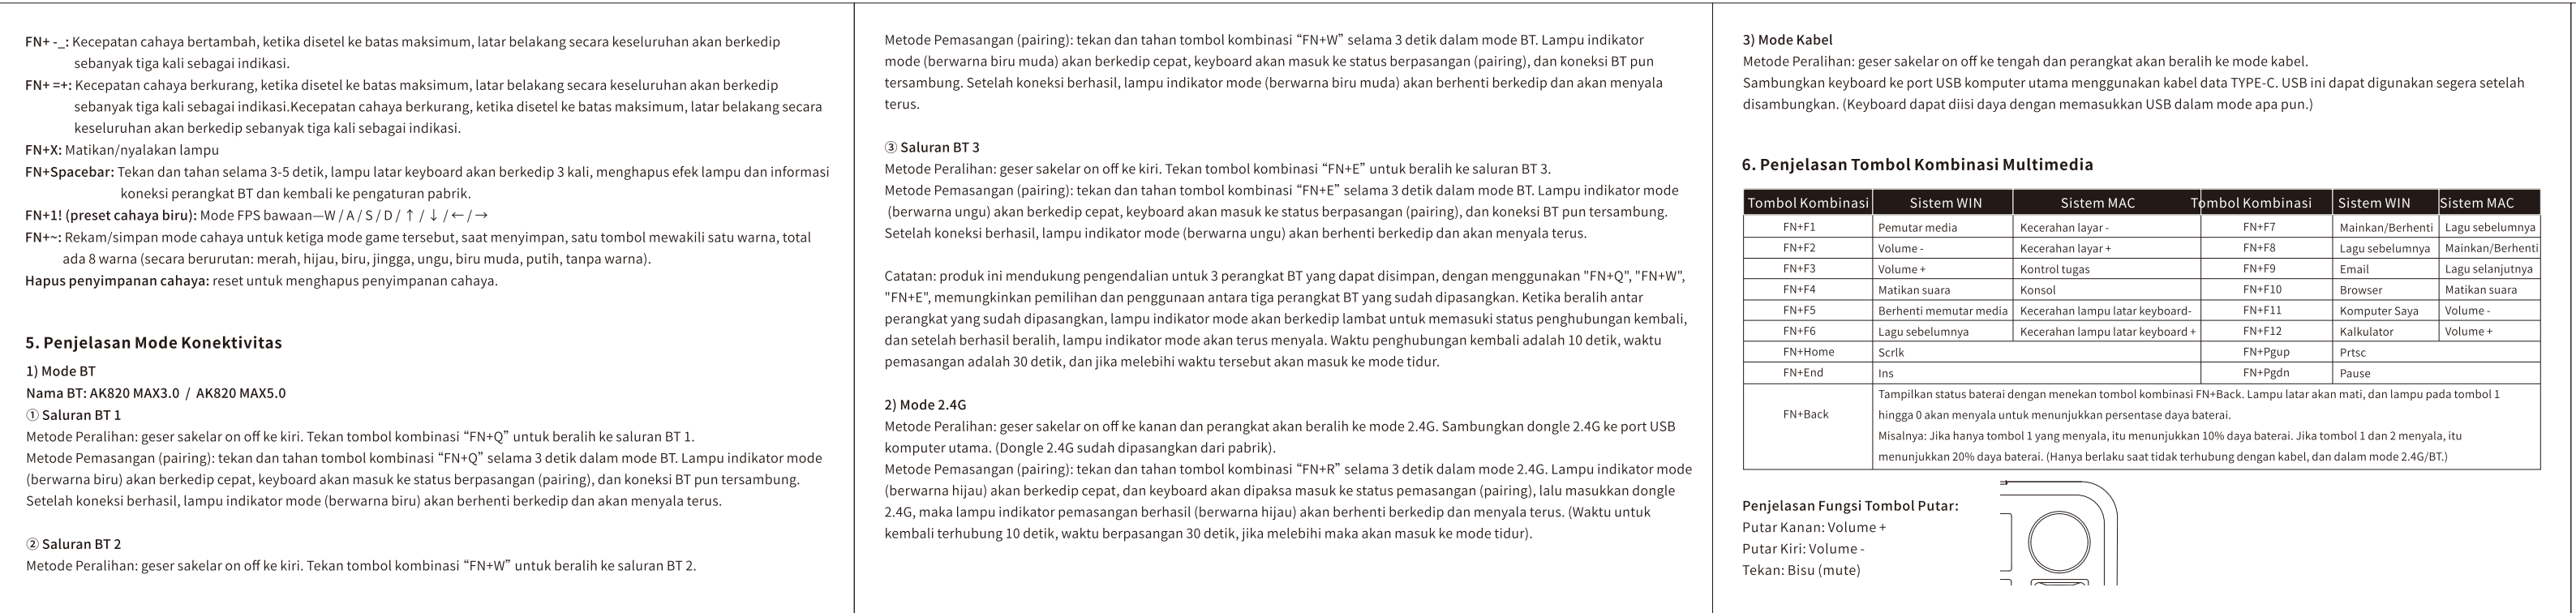 FN+ -_: Kecepatan cahaya bertambah, ketika disetel ke batas maksimum, latar belakang secara keseluruhan akan berkedip
sebanyak tiga kali sebagai indikasi.
FN+ =+: Kecepatan cahaya berkurang, ketika disetel ke batas maksimum, latar belakang secara keseluruhan akan berkedip
sebanyak tiga kali sebagai indikasi.Kecepatan cahaya berkurang, ketika disetel ke batas maksimum, latar belakang secara
keseluruhan akan berkedip sebanyak tiga kali sebagai indikasi.
FN+X: Matikan/nyalakan lampu
FN+Spacebar: Tekan dan tahan selama 3-5 detik, lampu latar keyboard akan berkedip 3 kali, menghapus efek lampu dan informasi
koneksi perangkat BT dan kembali ke pengaturan pabrik.
FN+1! (preset cahaya biru): Mode FPS bawaan—W / A / S / D / ↑ / ↓ / ← / →
FN+~: Rekam/simpan mode cahaya untuk ketiga mode game tersebut, saat menyimpan, satu tombol mewakili satu warna, total
ada 8 warna (secara berurutan: merah, hijau, biru, jingga, ungu, biru muda, putih, tanpa warna).
Hapus penyimpanan cahaya: reset untuk menghapus penyimpanan cahaya.
5. Penjelasan Mode Konektivitas
1) Mode BT
Nama BT: AK820 MAX3.0 / AK820 MAX5.0
① Saluran BT 1
Metode Peralihan: geser sakelar on off ke kiri. Tekan tombol kombinasi “FN+Q” untuk beralih ke saluran BT 1.
Metode Pemasangan (pairing): tekan dan tahan tombol kombinasi “FN+Q” selama 3 detik dalam mode BT. Lampu indikator mode
(berwarna biru) akan berkedip cepat, keyboard akan masuk ke status berpasangan (pairing), dan koneksi BT pun tersambung.
Setelah koneksi berhasil, lampu indikator mode (berwarna biru) akan berhenti berkedip dan akan menyala terus.
② Saluran BT 2
Metode Peralihan: geser sakelar on off ke kiri. Tekan tombol kombinasi “FN+W” untuk beralih ke saluran BT 2.
Metode Pemasangan (pairing): tekan dan tahan tombol kombinasi “FN+W” selama 3 detik dalam mode BT. Lampu indikator
mode (berwarna biru muda) akan berkedip cepat, keyboard akan masuk ke status berpasangan (pairing), dan koneksi BT pun
tersambung. Setelah koneksi berhasil, lampu indikator mode (berwarna biru muda) akan berhenti berkedip dan akan menyala
terus.
③ Saluran BT 3
Metode Peralihan: geser sakelar on off ke kiri. Tekan tombol kombinasi “FN+E” untuk beralih ke saluran BT 3.
Metode Pemasangan (pairing): tekan dan tahan tombol kombinasi “FN+E” selama 3 detik dalam mode BT. Lampu indikator mode
(berwarna ungu) akan berkedip cepat, keyboard akan masuk ke status berpasangan (pairing), dan koneksi BT pun tersambung.
Setelah koneksi berhasil, lampu indikator mode (berwarna ungu) akan berhenti berkedip dan akan menyala terus.
Catatan: produk ini mendukung pengendalian untuk 3 perangkat BT yang dapat disimpan, dengan menggunakan "FN+Q", "FN+W",
"FN+E", memungkinkan pemilihan dan penggunaan antara tiga perangkat BT yang sudah dipasangkan. Ketika beralih antar
perangkat yang sudah dipasangkan, lampu indikator mode akan berkedip lambat untuk memasuki status penghubungan kembali,
dan setelah berhasil beralih, lampu indikator mode akan terus menyala. Waktu penghubungan kembali adalah 10 detik, waktu
pemasangan adalah 30 detik, dan jika melebihi waktu tersebut akan masuk ke mode tidur.
2) Mode 2.4G
Metode Peralihan: geser sakelar on off ke kanan dan perangkat akan beralih ke mode 2.4G. Sambungkan dongle 2.4G ke port USB
komputer utama. (Dongle 2.4G sudah dipasangkan dari pabrik).
Metode Pemasangan (pairing): tekan dan tahan tombol kombinasi “FN+R” selama 3 detik dalam mode 2.4G. Lampu indikator mode
(berwarna hijau) akan berkedip cepat, dan keyboard akan dipaksa masuk ke status pemasangan (pairing), lalu masukkan dongle
2.4G, maka lampu indikator pemasangan berhasil (berwarna hijau) akan berhenti berkedip dan menyala terus. (Waktu untuk
kembali terhubung 10 detik, waktu berpasangan 30 detik, jika melebihi maka akan masuk ke mode tidur).
3) Mode Kabel
Metode Peralihan: geser sakelar on off ke tengah dan perangkat akan beralih ke mode kabel.
Sambungkan keyboard ke port USB komputer utama menggunakan kabel data TYPE-C. USB ini dapat digunakan segera setelah
disambungkan. (Keyboard dapat diisi daya dengan memasukkan USB dalam mode apa pun.)
6. Penjelasan Tombol Kombinasi Multimedia
Tombol Kombinasi Sistem WIN Sistem MAC Tombol Kombinasi Sistem WIN Sistem MAC
FN+F1 Pemutar media Kecerahan layar - FN+F7 Mainkan/Berhenti Lagu sebelumnya
FN+F2 Volume - Kecerahan layar + FN+F8 Lagu sebelumnya Mainkan/Berhenti
FN+F3 Volume + Kontrol tugas FN+F9 Email Lagu selanjutnya
FN+F4 Matikan suara Konsol FN+F10 Browser Matikan suara
FN+F5 Berhenti memutar media Kecerahan lampu latar keyboard- FN+F11 Komputer Saya Volume -
FN+F6 Lagu sebelumnya Kecerahan lampu latar keyboard + FN+F12 Kalkulator Volume +
FN+Home Scrlk FN+Pgup Prtsc
FN+End Ins FN+Pgdn Pause
FN+Back
Tampilkan status baterai dengan menekan tombol kombinasi FN+Back. Lampu latar akan mati, dan lampu pada tombol 1
hingga 0 akan menyala untuk menunjukkan persentase daya baterai.
Misalnya: Jika hanya tombol 1 yang menyala, itu menunjukkan 10% daya baterai. Jika tombol 1 dan 2 menyala, itu
menunjukkan 20% daya baterai. (Hanya berlaku saat tidak terhubung dengan kabel, dan dalam mode 2.4G/BT.)
Penjelasan Fungsi Tombol Putar:
Putar Kanan: Volume +
Putar Kiri: Volume -
Tekan: Bisu (mute)